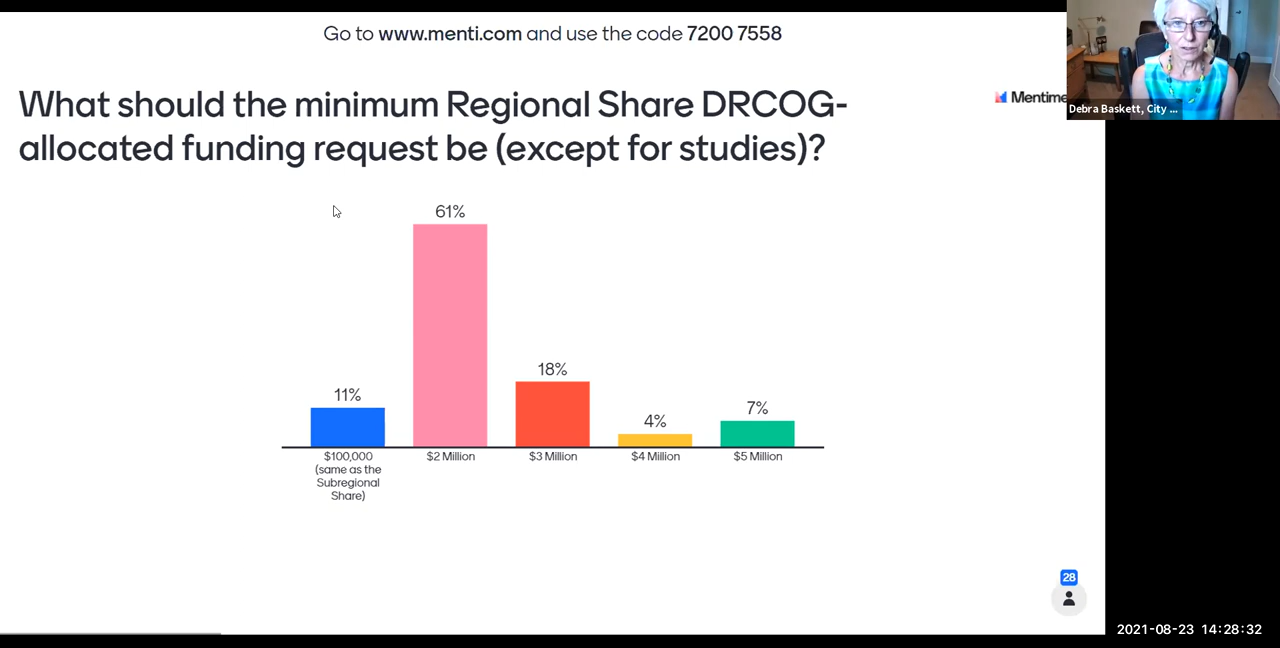 Go to www.menti.com and use the code 7200 7558
What should the minimum Regional Share DRCOG-
allocated funding request be (except for studies)?
Mentime
Debra Baskett, City ...
61%
18%
11%
7%
4%
$100,000
(same as the
Subregional
Share)
$2 Million
$3 Million
$4 Million
$5 Million
28
2021-08-23 14:28:32